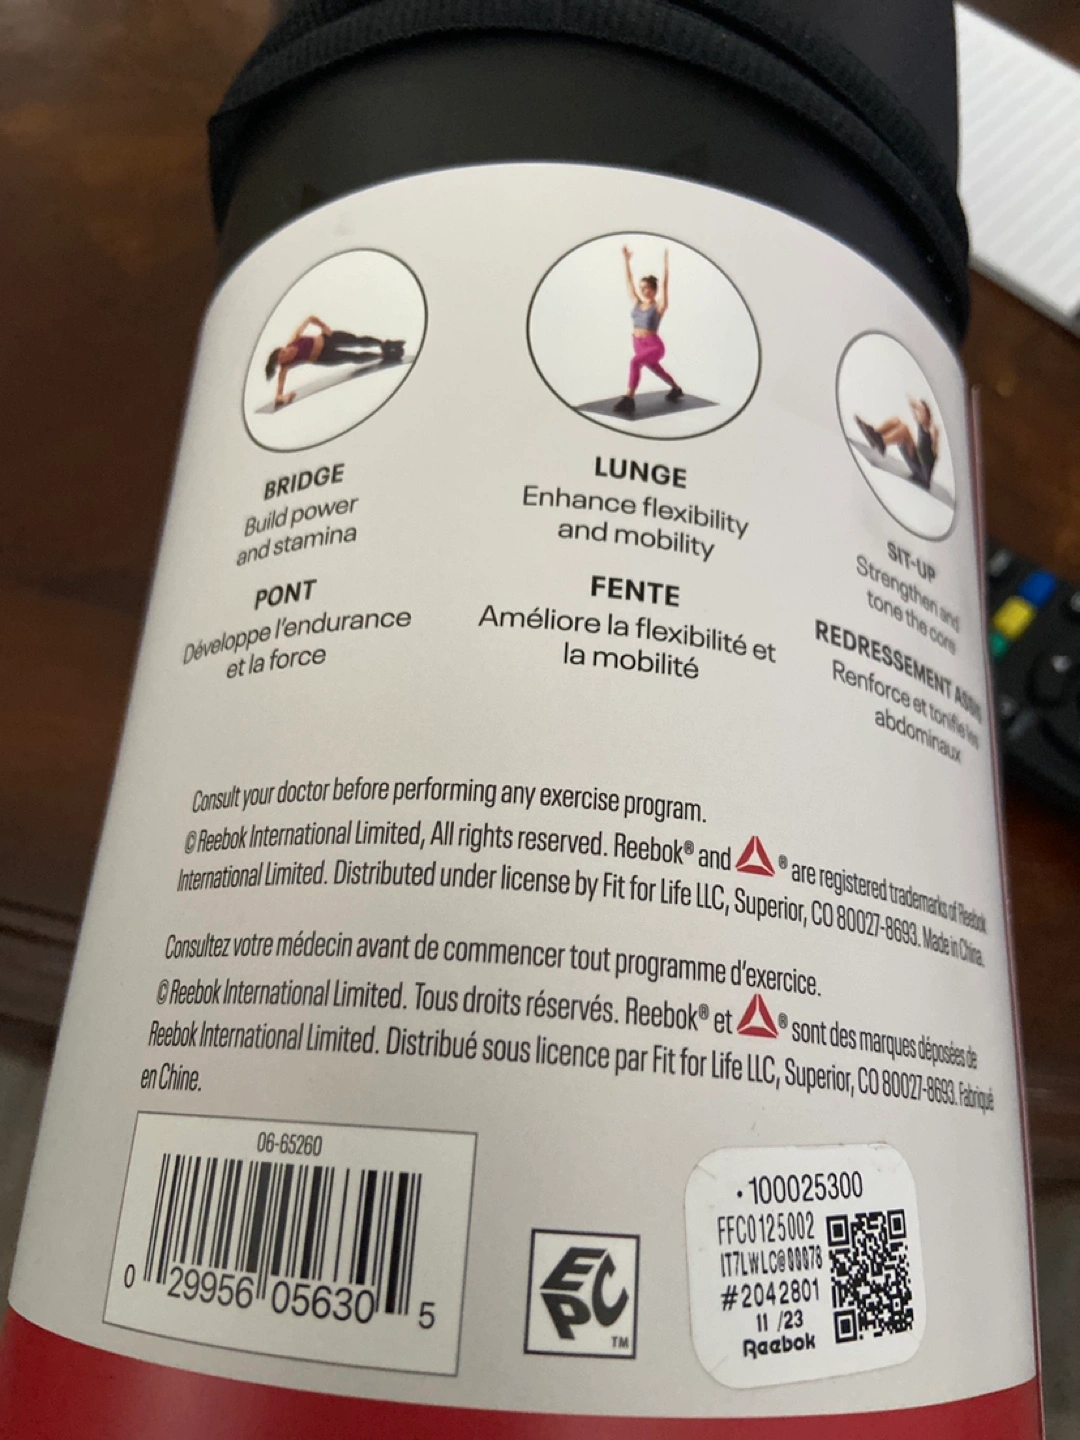 BRIDGE
Build power
and stamina
PONT
Développe l'endurance
et la force
LUNGE
Enhance flexibility
and mobility
FENTE
Améliore la flexibilité et
la mobilité
SIT-UP
Strengthen and
tone the core
REDRESSEMENT ASSIS
Renforce et tonifie les
abdominaux
Consult your doctor before performing any exercise program.
©Reebok International Limited, All rights reserved. Reebok® and ® are registered trademarks of Reebok
International Limited. Distributed under license by Fit for Life LLC, Superior, CO 80027-8693. Made in China.
Consultez votre médecin avant de commencer tout programme d'exercice.
©Reebok International Limited. Tous droits réservés. Reebok® et ® sont des marques déposées de
Reebok International Limited. Distribué sous licence par Fit for Life LLC, Superior, CO 80027-8693. Fabriqué
en Chine.
06-65260
0 29956 05630 5
EPC
TM
·100025300
FFC0125002
IT7LWLC@00078
#2042801
11 /23
Reebok